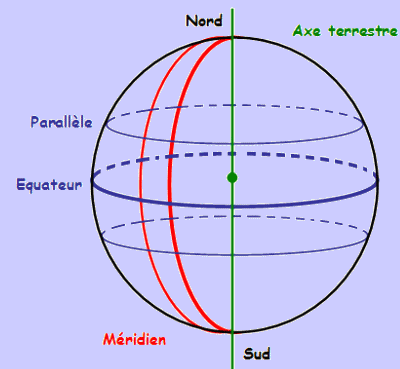 Nord
Axe terrestre
Parallèle
Equateur
Méridien
Sud